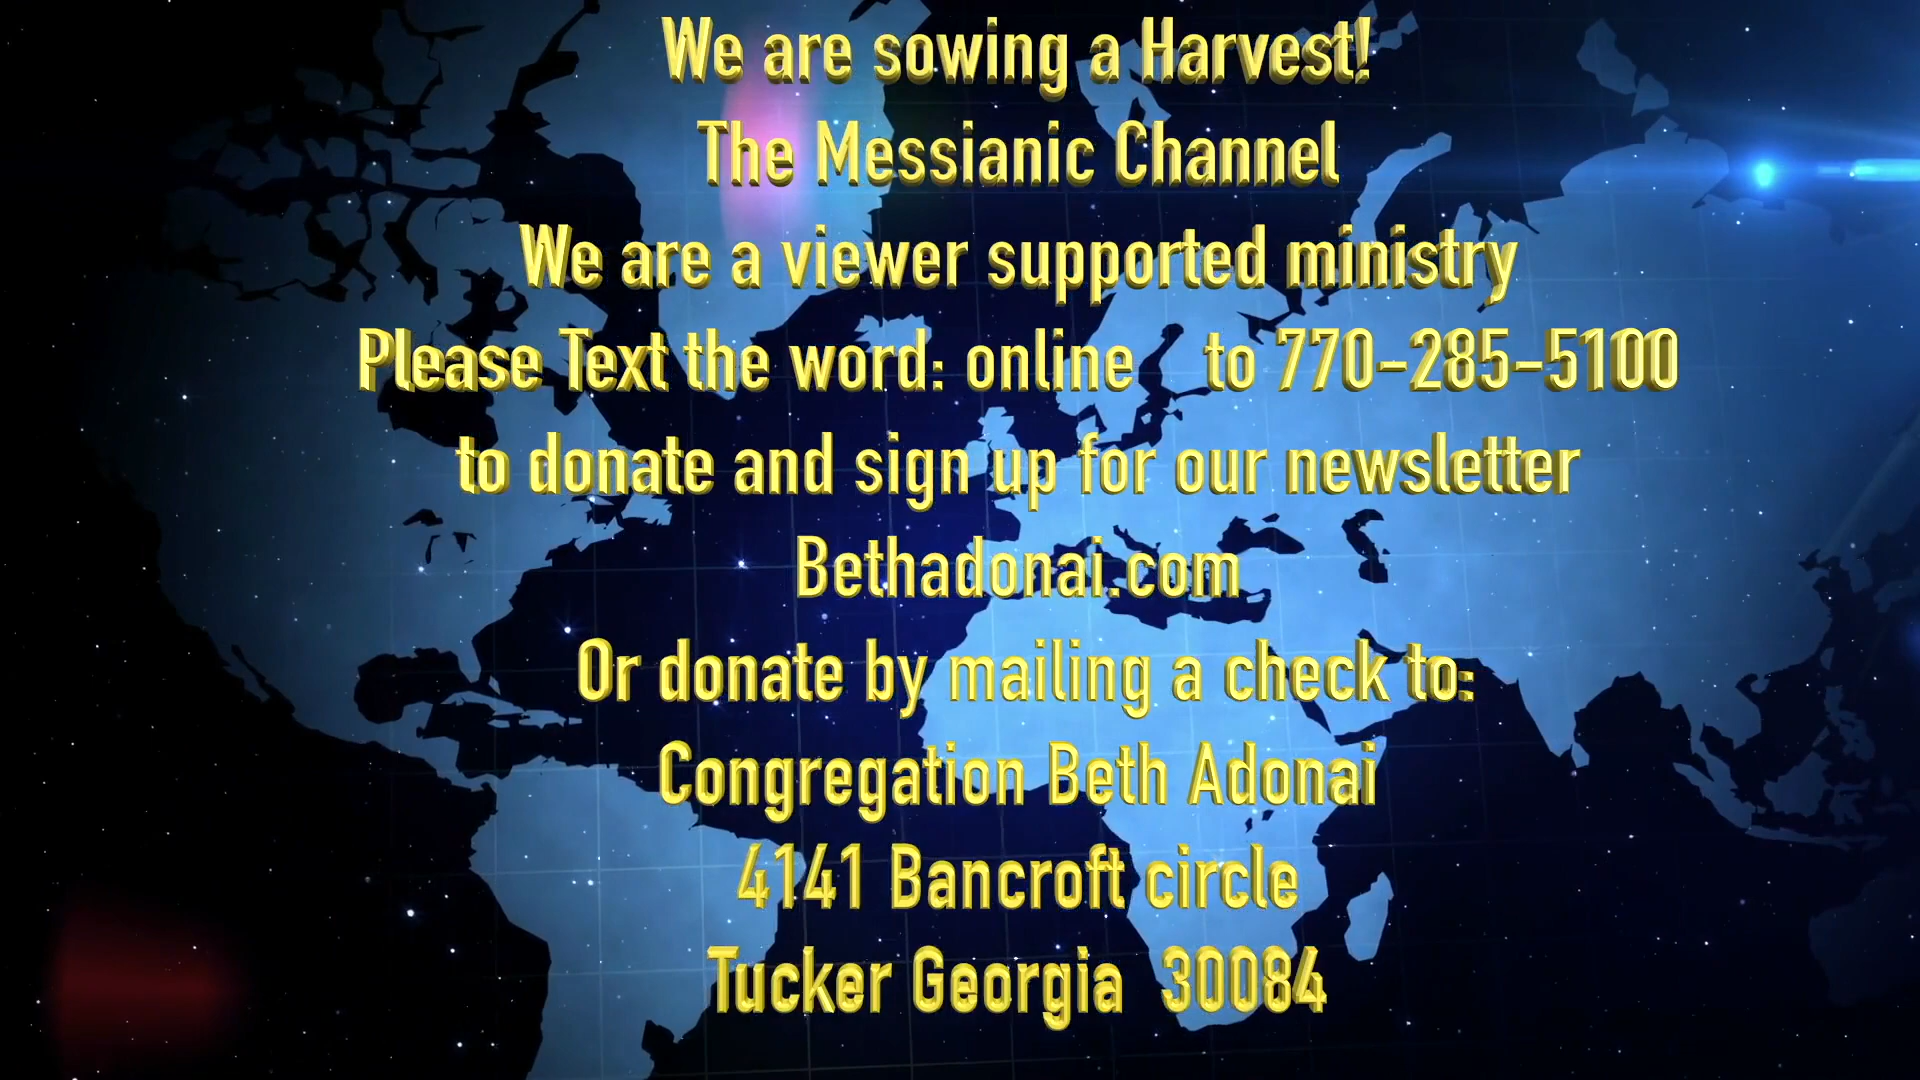 We are sowing a Harvest!
The Messianic Channel
We are a viewer supported ministry
Please Text the word: online to 770-285-5100
to donate and sign up for our newsletter
Bethadonai.com
Or donate by mailing a check to:
Congregation Beth Adonai
4141 Bancroft circle
Tucker Georgia 30084